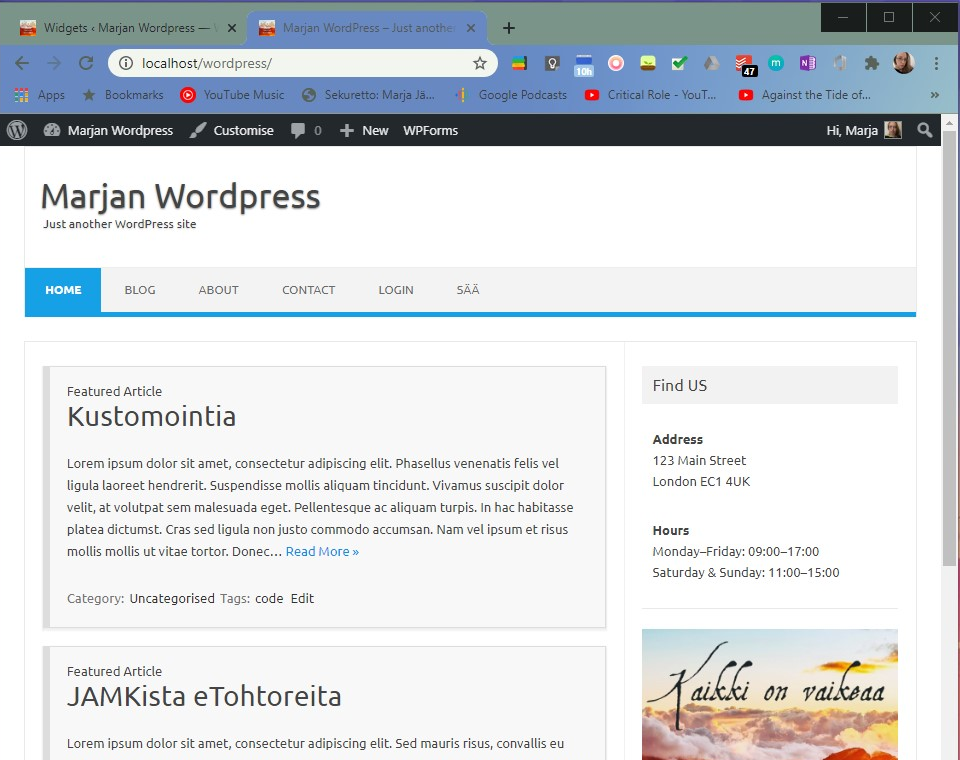 Widgets ‹ Marjan Wordpress —
Marjan WordPress – Just anothe
localhost/wordpress/
10h
47
m
N
Apps
Bookmarks
YouTube Music
Sekuretto: Marja Jä...
Google Podcasts
Critical Role - YouT...
Against the Tide of...
»
Marjan Wordpress
Customise
0
New
WPForms
Hi, Marja
Marjan Wordpress
Just another WordPress site
HOME
BLOG
ABOUT
CONTACT
LOGIN
SÄÄ
Featured Article
Kustomointia
Lorem ipsum dolor sit amet, consectetur adipiscing elit. Phasellus venenatis felis vel
ligula laoreet hendrerit. Suspendisse mollis aliquam tincidunt. Vivamus suscipit dolor
velit, at volutpat sem malesuada eget. Pellentesque ac aliquam turpis. In hac habitasse
platea dictumst. Cras sed ligula non justo commodo accumsan. Nam vel ipsum et risus
mollis mollis ut vitae tortor. Donec… Read More »
Category: Uncategorised Tags: code Edit
Featured Article
JAMKista eTohtoreita
Lorem ipsum dolor sit amet, consectetur adipiscing elit. Sed mauris risus, convallis eu
Find US
Address
123 Main Street
London EC1 4UK
Hours
Monday–Friday: 09:00–17:00
Saturday & Sunday: 11:00–15:00
Kaikki on vaikeaa